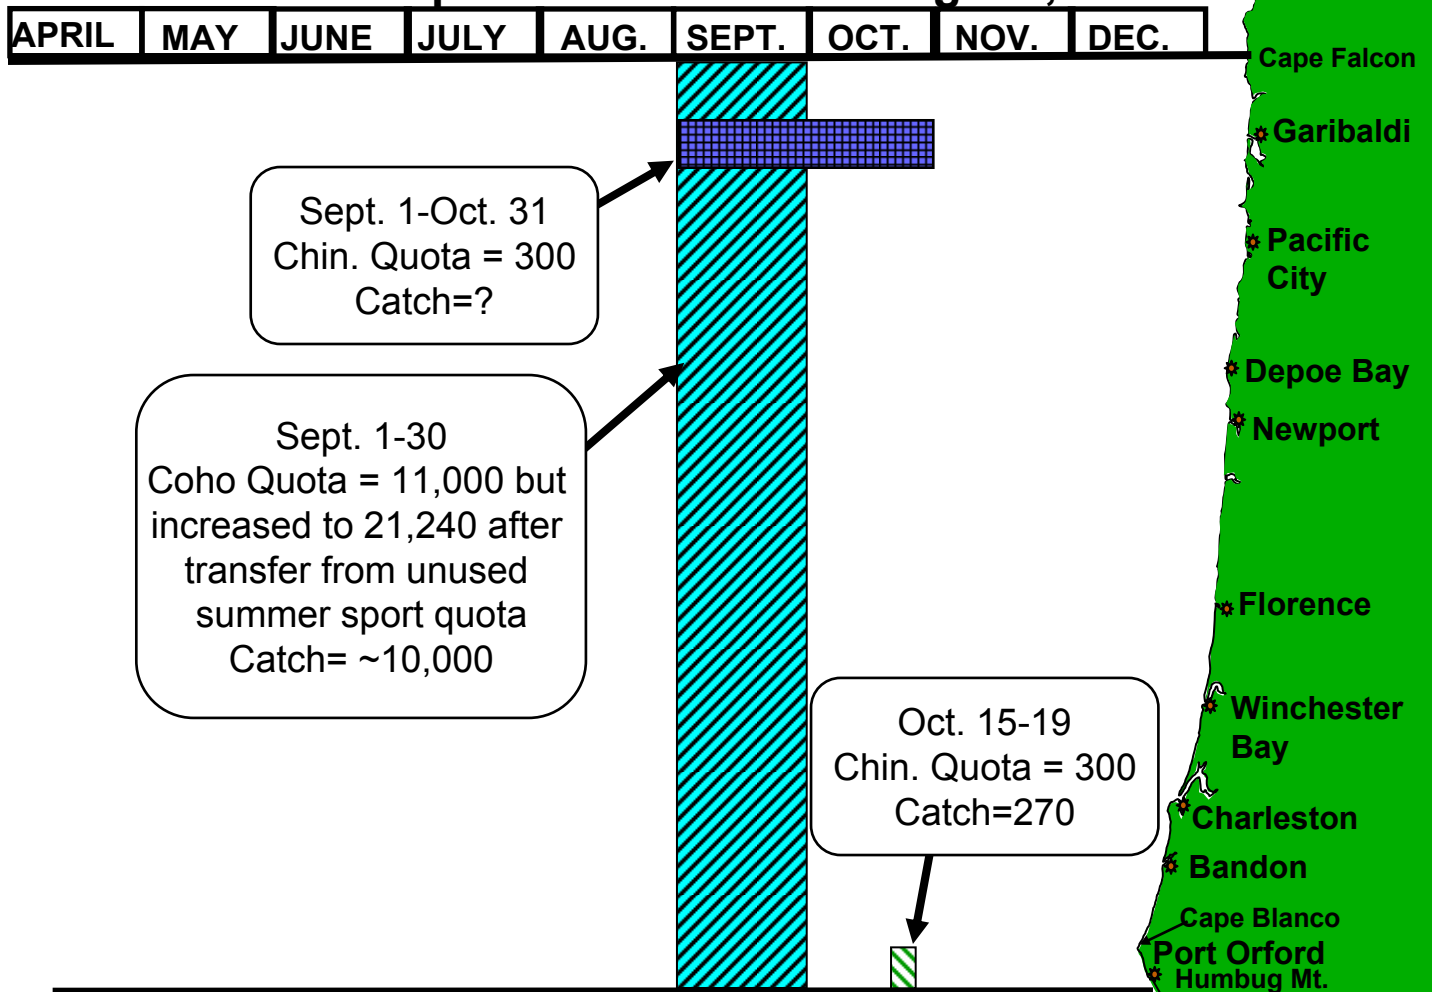 APRIL MAY JUNE JULY AUG. SEPT. OCT. NOV. DEC.
Cape Falcon
Garibaldi
Sept. 1-Oct. 31
Chin. Quota = 300
Catch=?
Pacific
City
Depoe Bay
Newport
Sept. 1-30
Coho Quota = 11,000 but
increased to 21,240 after
transfer from unused
summer sport quota
Catch= ~10,000
Florence
Winchester
Bay
Oct. 15-19
Chin. Quota = 300
Catch=270
Charleston
Bandon
Cape Blanco
Port Orford
Humbug Mt.